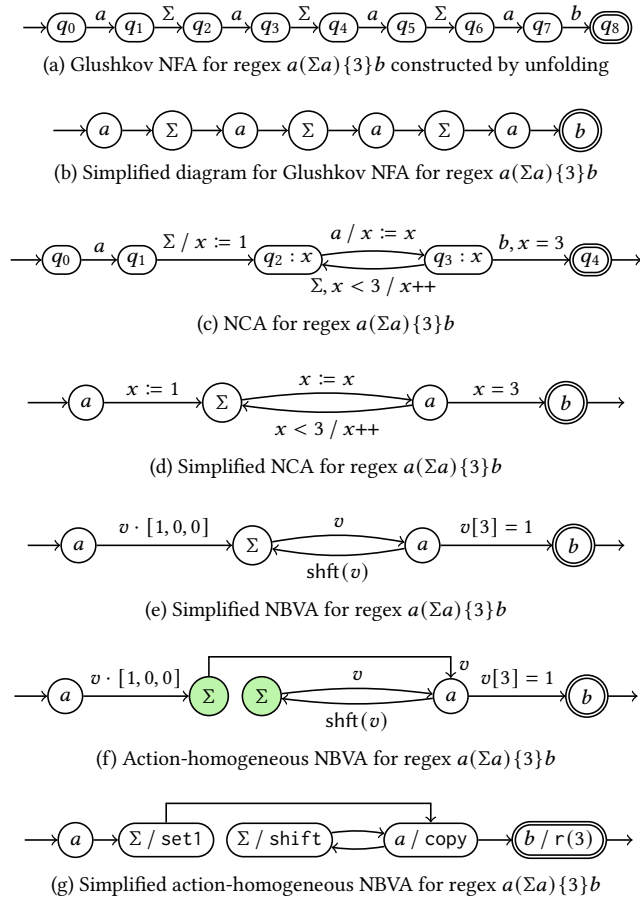 q0 a q1 Σ q2 a q3 Σ q4 a q5 Σ q6 a q7 b q8
(a) Glushkov NFA for regex a(Σa){3}b constructed by unfolding
a Σ a Σ a Σ a b
(b) Simplified diagram for Glushkov NFA for regex a(Σa){3}b
Σ / x := 1 a / x := x
q0 a q1 q2 : x q3 : x b, x = 3 q4
Σ, x < 3 / x++
(c) NCA for regex a(Σa){3}b
x := 1 x := x x = 3
a Σ a b
x < 3 / x++
(d) Simplified NCA for regex a(Σa){3}b
v · [1, 0, 0] v v[3] = 1
a Σ a b
shft(v)
(e) Simplified NBVA for regex a(Σa){3}b
v · [1, 0, 0] v v v[3] = 1
a Σ Σ a b
shft(v)
(f) Action-homogeneous NBVA for regex a(Σa){3}b
a Σ / set1 Σ / shift a / copy b / r(3)
(g) Simplified action-homogeneous NBVA for regex a(Σa){3}b